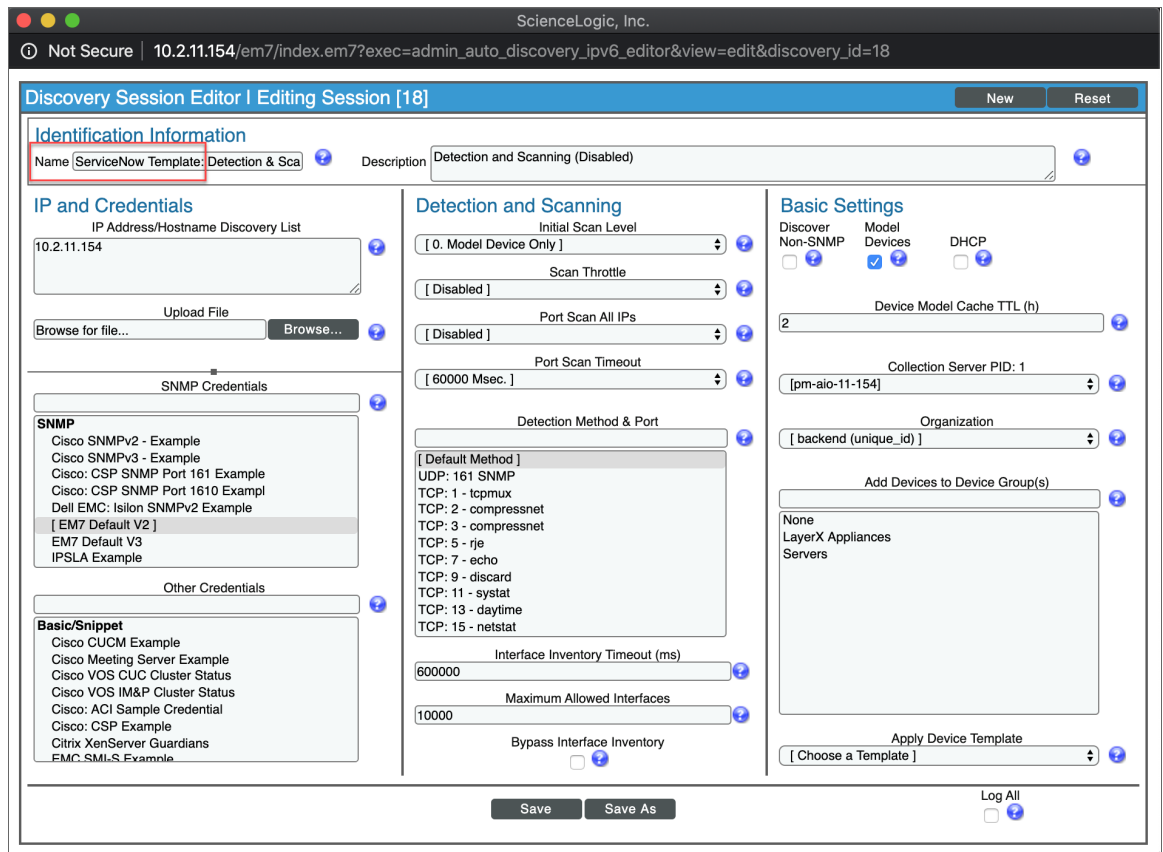 ScienceLogic, Inc.
Not Secure | 10.2.11.154/em7/index.em7?exec=admin_auto_discovery_ipv6_editor&view=edit&discovery_id=18
Discovery Session Editor | Editing Session [18]
New
Reset
Identification Information
Name ServiceNow Template: Detection & Sca
Description Detection and Scanning (Disabled)
IP and Credentials
IP Address/Hostname Discovery List
10.2.11.154
Upload File
Browse for file...
Browse...
SNMP Credentials
SNMP
Cisco SNMPv2 - Example
Cisco SNMPv3 - Example
Cisco: CSP SNMP Port 161 Example
Cisco: CSP SNMP Port 1610 Exampl
Dell EMC: Isilon SNMPv2 Example
[ EM7 Default V2 ]
EM7 Default V3
IPSLA Example
Other Credentials
Basic/Snippet
Cisco CUCM Example
Cisco Meeting Server Example
Cisco VOS CUC Cluster Status
Cisco VOS IM&P Cluster Status
Cisco: ACI Sample Credential
Cisco: CSP Example
Citrix XenServer Guardians
EMC SMI-S Example
Detection and Scanning
Initial Scan Level
[ 0. Model Device Only ]
Scan Throttle
[ Disabled ]
Port Scan All IPs
[ Disabled ]
Port Scan Timeout
[ 60000 Msec. ]
Detection Method & Port
[ Default Method ]
UDP: 161 SNMP
TCP: 1 - tcpmux
TCP: 2 - compressnet
TCP: 3 - compressnet
TCP: 5 - rje
TCP: 7 - echo
TCP: 9 - discard
TCP: 11 - systat
TCP: 13 - daytime
TCP: 15 - netstat
Interface Inventory Timeout (ms)
600000
Maximum Allowed Interfaces
10000
Bypass Interface Inventory
Basic Settings
Discover Non-SNMP
Model Devices
DHCP
Device Model Cache TTL (h)
2
Collection Server PID: 1
[pm-aio-11-154]
Organization
[ backend (unique_id) ]
Add Devices to Device Group(s)
None
LayerX Appliances
Servers
Apply Device Template
[ Choose a Template ]
Save
Save As
Log All